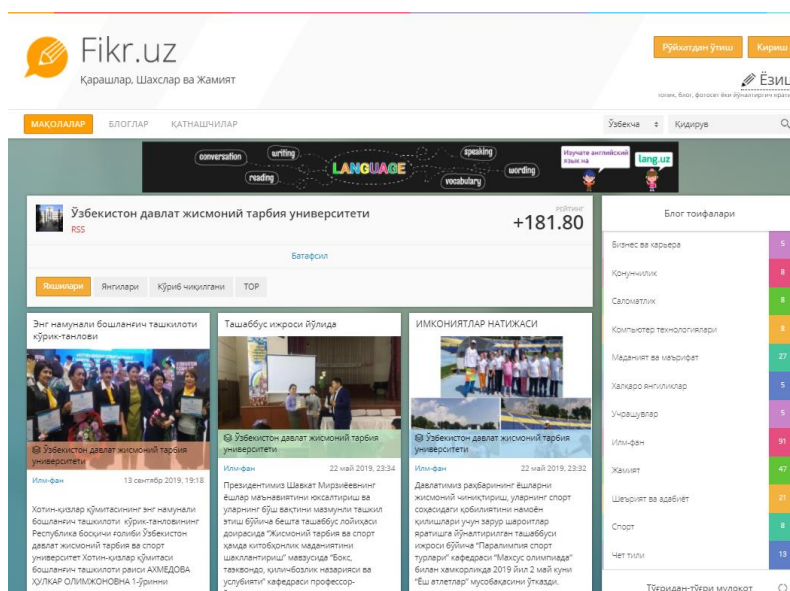 Fikr.uz
Қарашлар, Шахслар ва Жамият
Рўйхатдан ўтиш
Кириш
Ёзиш
МАҚОЛАЛАР
БЛОГЛАР
ҚАТНАШЧИЛАР
Ўзбекча
Қидирув
conversation
writing
reading
LANGUAGE
speaking
vocabulary
wording
Изучате английский
язык на
lang.uz
Ўзбекистон давлат жисмоний тарбия университети
RSS
РЕЙТИНГ
+181.80
Батафсил
Яхшилари
Янгилари
Кўриб чиқилгани
TOP
Энг намунали бошланғич ташкилоти
кўрик-танлови
Ўзбекистон давлат жисмоний тарбия
университети
Илм-фан
13 сентябр 2019, 19:18
Хотин-қизлар қўмитасининг энг намунали
бошланғич ташкилоти кўрик-танловининг
Республика босқичи ғолиби Ўзбекистон
давлат жисмоний тарбия ва спорт
университет Хотин-қизлар қўмитаси
бошланғич ташкилоти раиси АХМЕДОВА
ҲУЛКАР ОЛИМЖОНОВНА 1-ўринни
Ташаббус ижроси йўлида
Ўзбекистон давлат жисмоний тарбия
университети
Илм-фан
22 май 2019, 23:34
Президентимиз Шавкат Мирзиёевнинг
ёшлар маънавиятини юксалтириш ва
уларнинг бўш вақтини мазмунли ташкил
этиш бўйича бешта ташаббус лойиҳаси
доирасида "Жисмоний тарбия ва спорт
ҳамда китобҳонлик маданиятини
шакллантириш" мавзусида "Бокс,
таэквондо, қиличбозлик назарияси ва
услубияти" кафедраси профессор-
ИМКОНИЯТЛАР НАТИЖАСИ
Ўзбекистон давлат жисмоний тарбия
университети
Илм-фан
22 май 2019, 23:32
Давлатимиз раҳбарининг ёшларни
жисмоний чиниқтириш, уларнинг спорт
соҳасидаги қобилиятини намоён
қилишлари учун зарур шароитлар
яратишга йўналтирилган ташаббуси
ижроси бўйича "Паралимпия спорт
турлари" кафедраси "Махсус олимпиада"
билан хамкорликда 2019 йил 2 май куни
"Ёш атлетлар" мусобақасини ўтказди.
Блог тоифалари
Бизнес ва карьера 5
Қонунчилик 8
Саломатлик 8
Компьютер технологиялари 8
Маданият ва маърифат 27
Халқаро янгиликлар 5
Учрашувлар 5
Илм-фан 91
Жамият 47
Шеърият ва адабиёт 21
Спорт 8
Чет тили 13
Тўғридан-тўғри мулоқот